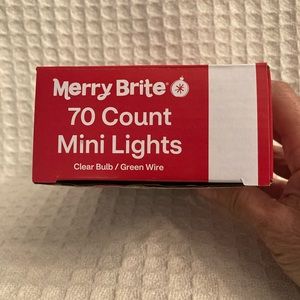 Merry Brite
70 Count
Mini Lights
Clear Bulb / Green Wire